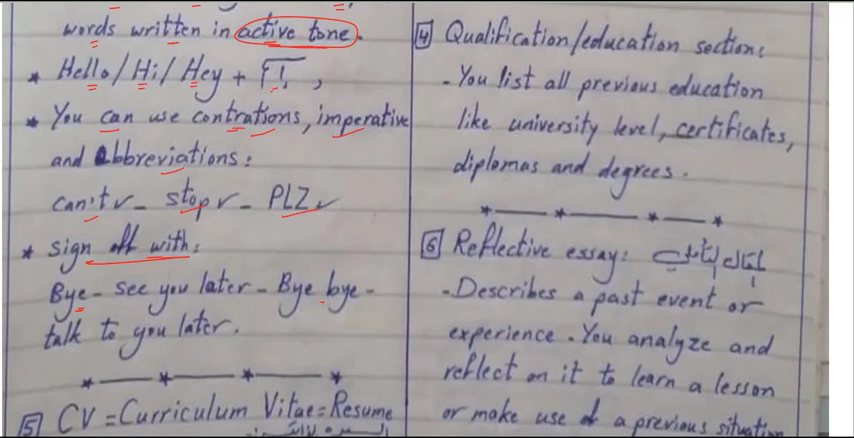 words written in active tone.
* Hello/Hi/Hey + ,
* You can use contrations, imperative
and Abbreviations:
can't ✓ - stop ✓ - PLZ ✓
* Sign off with:
Bye - see you later - Bye bye -
talk to you later.
5 CV = Curriculum Vitae = Resume
4 Qualification/education section:
- You list all previous education
like university level, certificates,
diplomas and degrees.
6 Reflective essay:
- Describes a past event or
experience. You analyze and
reflect on it to learn a lesson
or make use of a previous situation